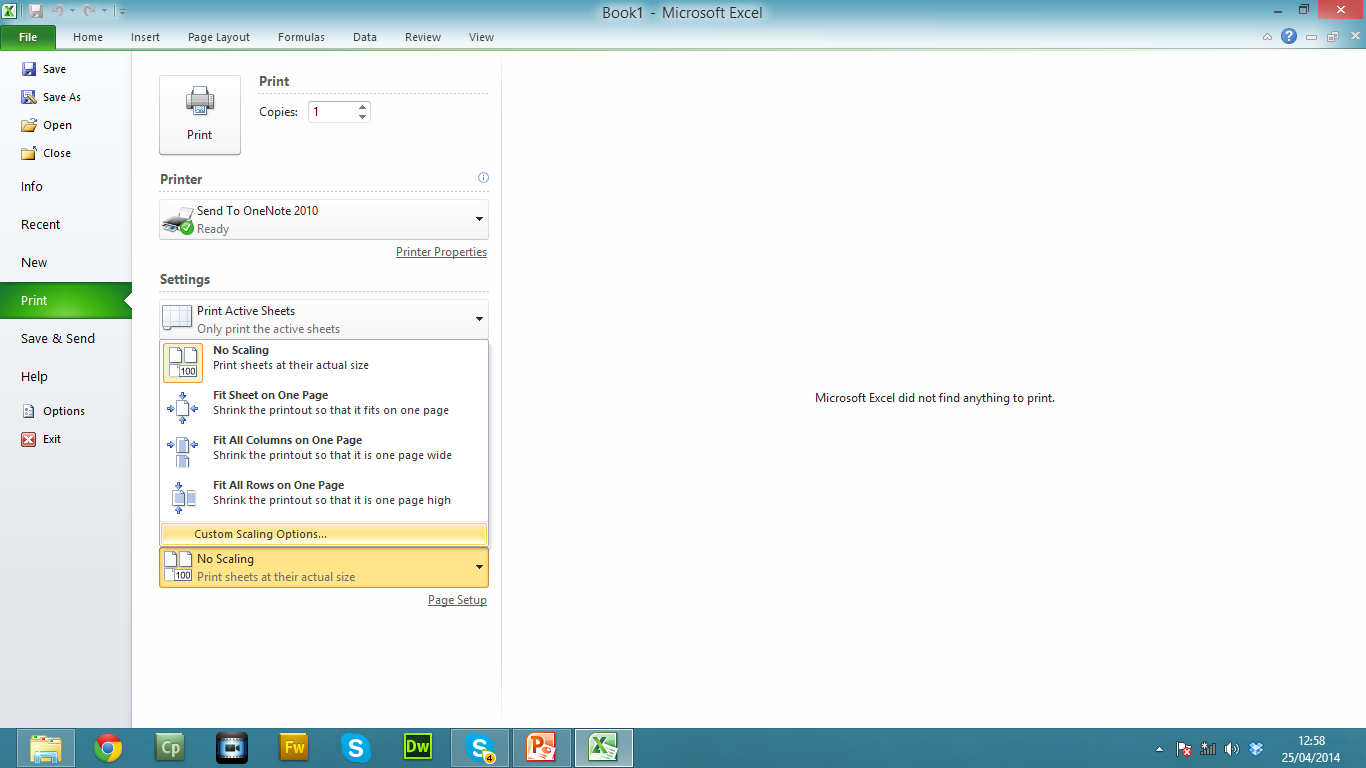 Book1 - Microsoft Excel
File Home Insert Page Layout Formulas Data Review View
Save
Save As
Open
Close
Info
Recent
New
Print
Save & Send
Help
Options
Exit
Print
Print
Copies: 1
Printer
Send To OneNote 2010
Ready
Printer Properties
Settings
Print Active Sheets
Only print the active sheets
No Scaling
Print sheets at their actual size
100
Fit Sheet on One Page
Shrink the printout so that it fits on one page
Fit All Columns on One Page
Shrink the printout so that it is one page wide
Fit All Rows on One Page
Shrink the printout so that it is one page high
Custom Scaling Options...
No Scaling
Print sheets at their actual size
100
Page Setup
Microsoft Excel did not find anything to print.
Cp
Fw
S
Dw
S
4
P
X
12:58
25/04/2014